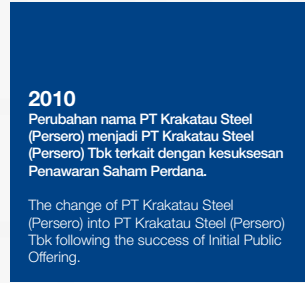 2010
Perubahan nama PT Krakatau Steel
(Persero) menjadi PT Krakatau Steel
(Persero) Tbk terkait dengan kesuksesan
Penawaran Saham Perdana.
The change of PT Krakatau Steel
(Persero) into PT Krakatau Steel (Persero)
Tbk following the success of Initial Public
Offering.